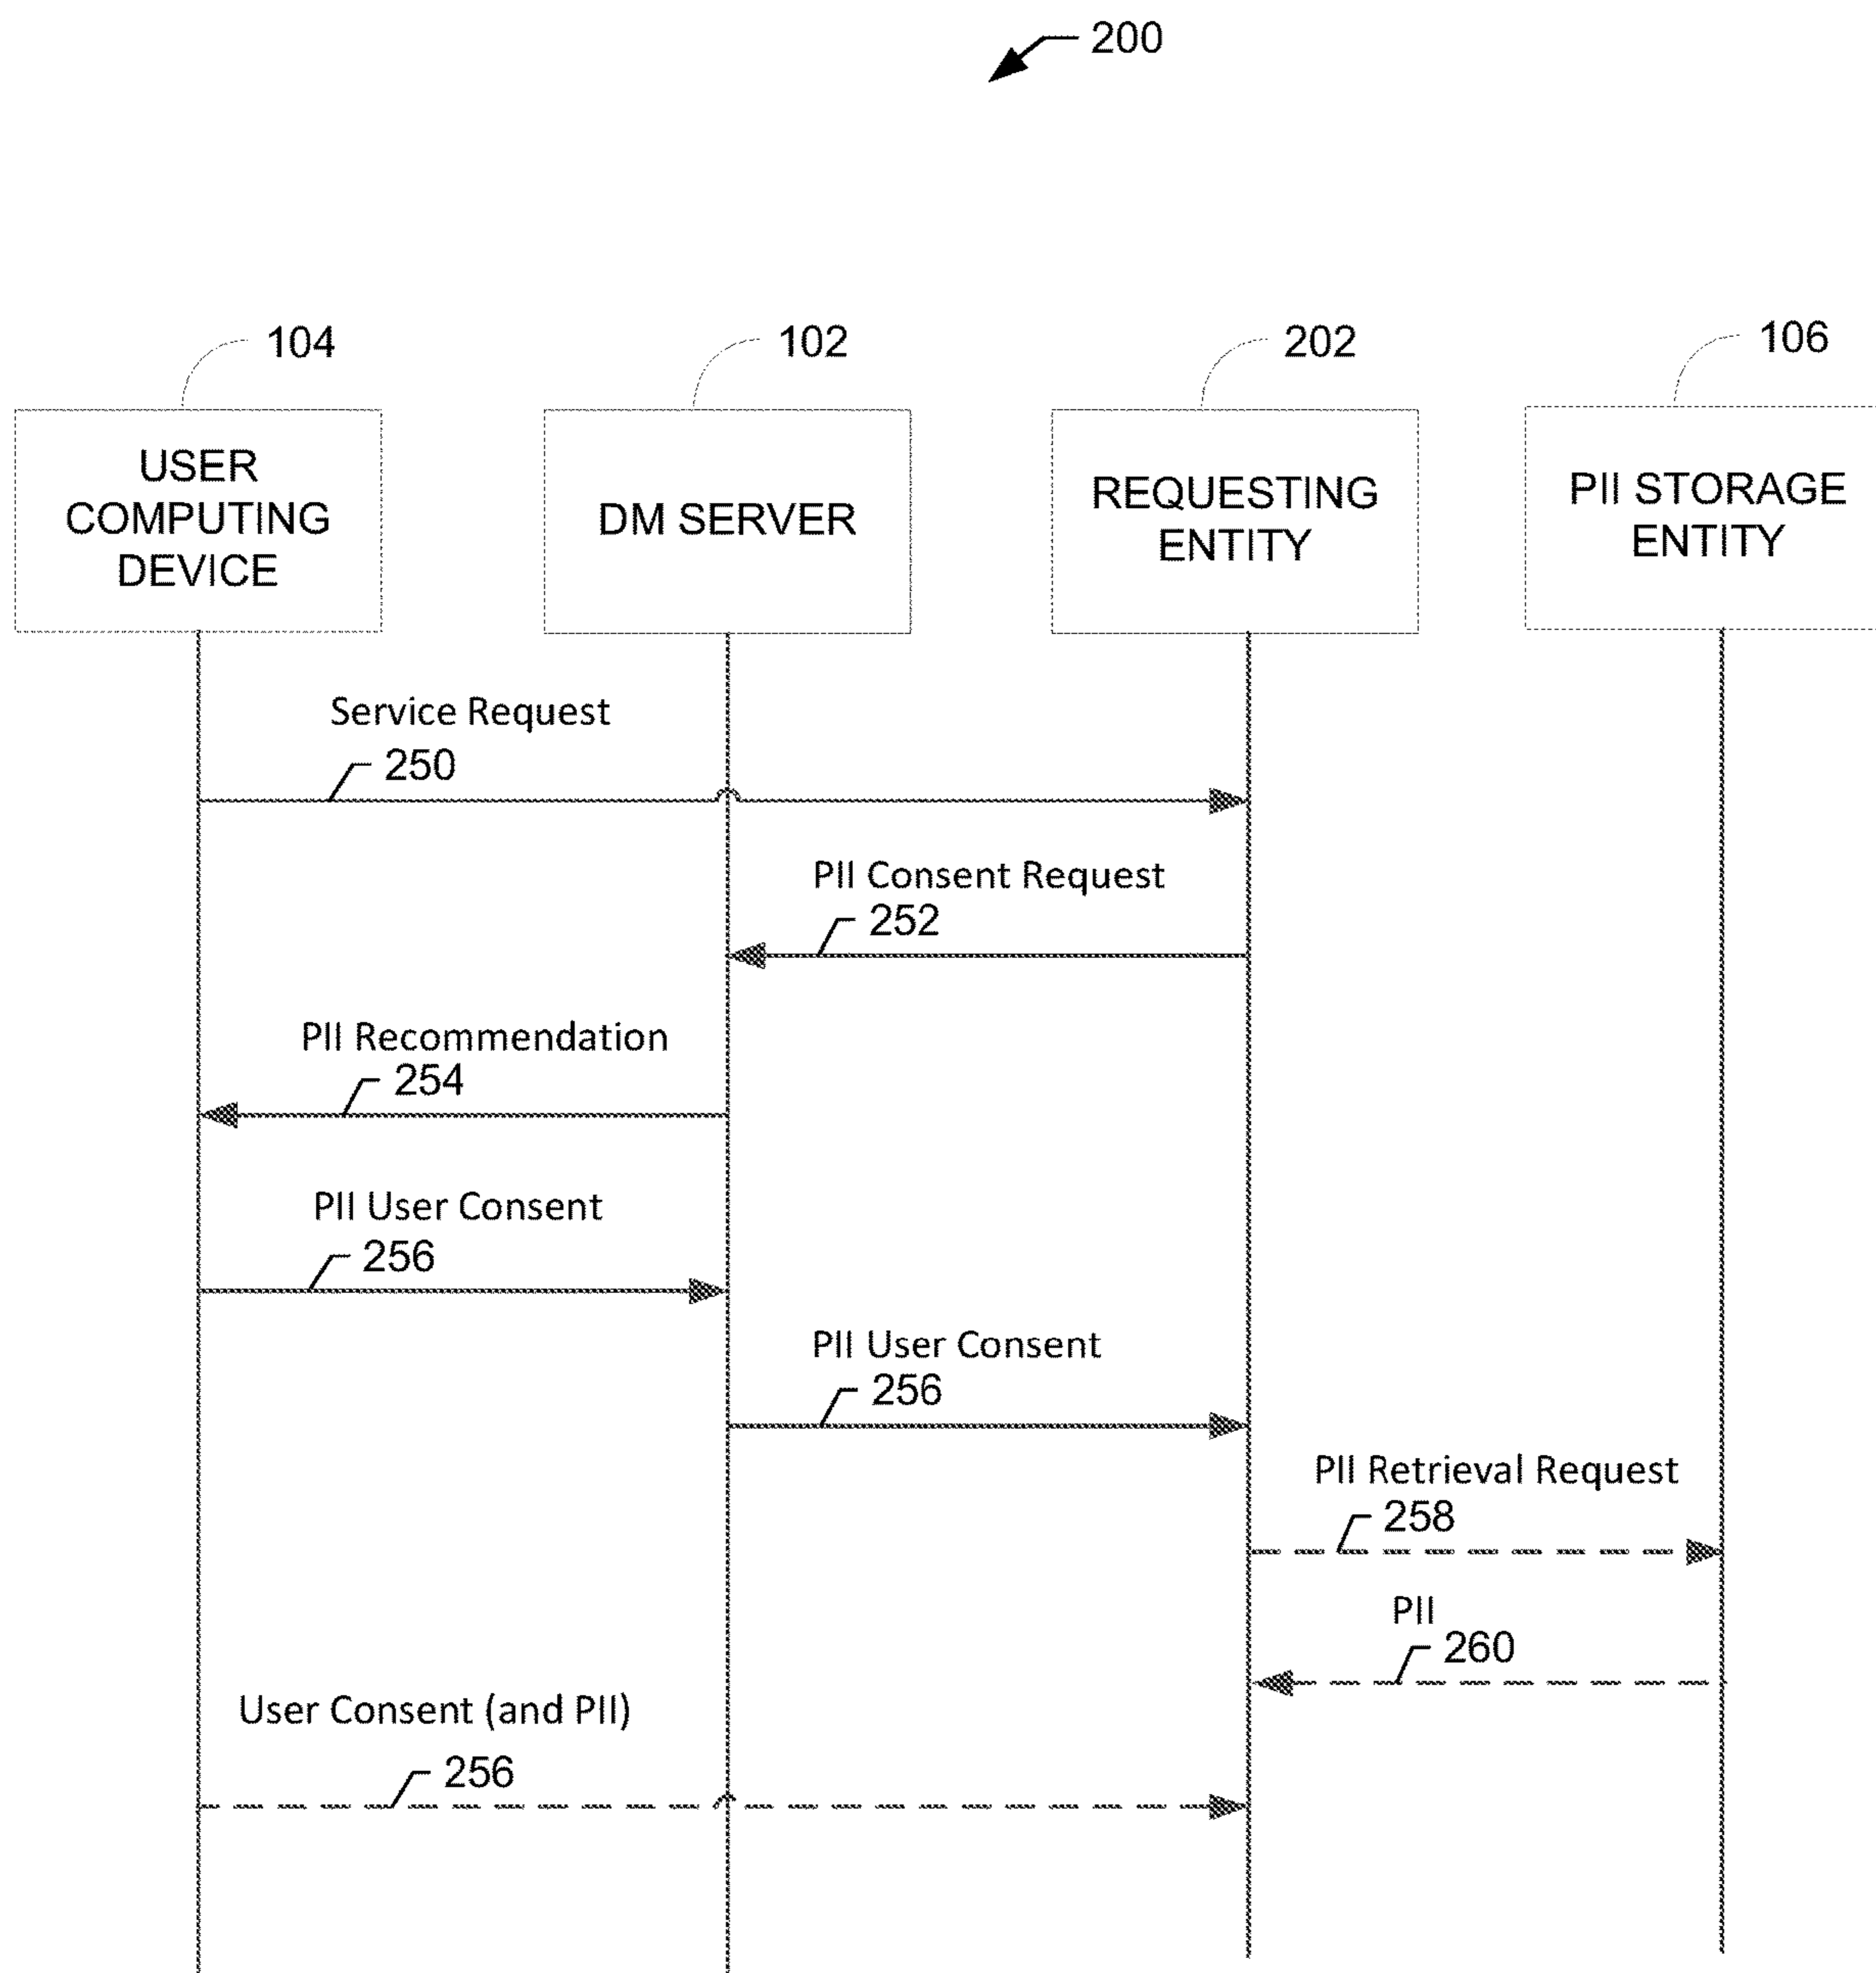 200
104
102
202
106
USER
COMPUTING
DEVICE
DM SERVER
REQUESTING
ENTITY
PII STORAGE
ENTITY
Service Request
250
PII Consent Request
252
PII Recommendation
254
PII User Consent
256
PII User Consent
256
PII Retrieval Request
258
PII
260
User Consent (and PII)
256